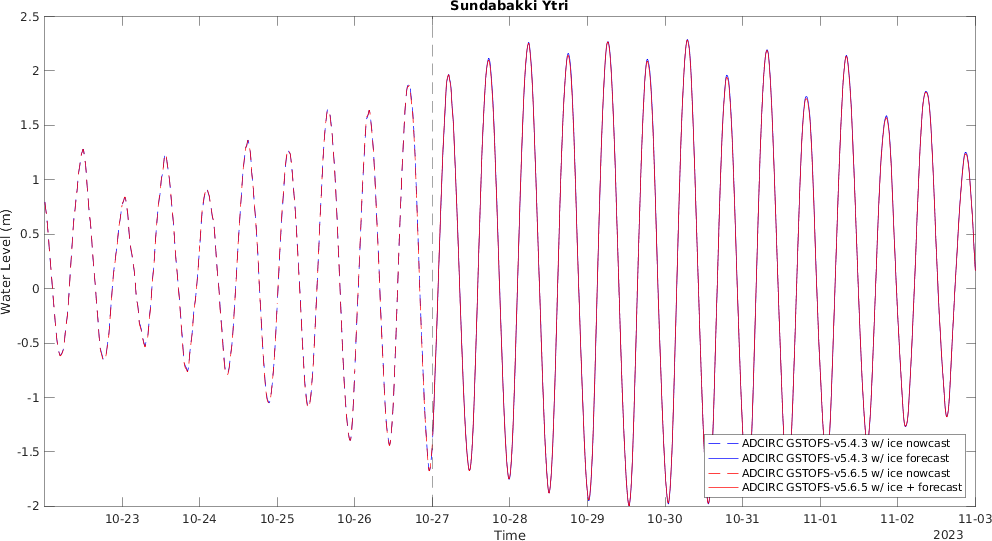 Sundabakki Ytri
2.5
2
1.5
1
0.5
0
-0.5
-1
-1.5
-2
Water Level (m)
ADCIRC GSTOFS-v5.4.3 w/ ice nowcast
ADCIRC GSTOFS-v5.4.3 w/ ice forecast
ADCIRC GSTOFS-v5.6.5 w/ ice nowcast
ADCIRC GSTOFS-v5.6.5 w/ ice + forecast
10-23 10-24 10-25 10-26 10-27 10-28 10-29 10-30 10-31 11-01 11-02 11-03
Time
2023